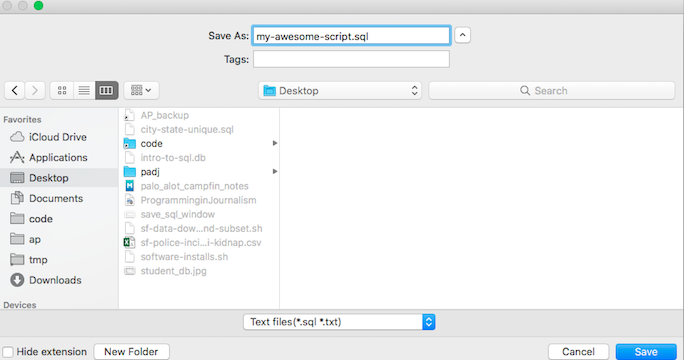 Save As: my-awesome-script.sql
Tags:
Desktop
Search
Favorites
iCloud Drive
Applications
Desktop
Documents
code
ap
tmp
Downloads
Devices
AP_backup
city-state-unique.sql
code
intro-to-sql.db
padj
palo_alot_campfin_notes
ProgramminginJournalism
save_sql_window
sf-data-dow...nd-subset.sh
sf-police-inci...i-kidnap.csv
software-installs.sh
student_db.jpg
Text files(*.sql *.txt)
Hide extension New Folder Cancel Save